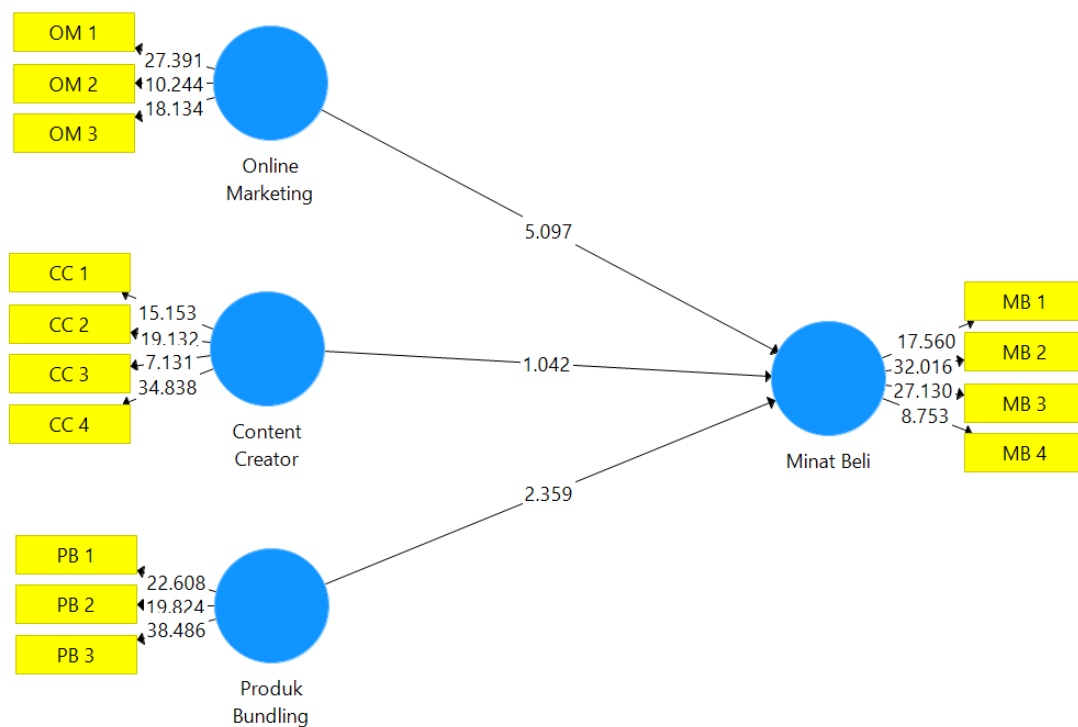 OM 1
OM 2
OM 3
27.391
10.244
18.134
Online
Marketing
5.097
CC 1
CC 2
CC 3
CC 4
15.153
19.132
7.131
34.838
Content
Creator
1.042
PB 1
PB 2
PB 3
22.608
19.824
38.486
Produk
Bundling
2.359
Minat Beli
17.560
32.016
27.130
8.753
MB 1
MB 2
MB 3
MB 4